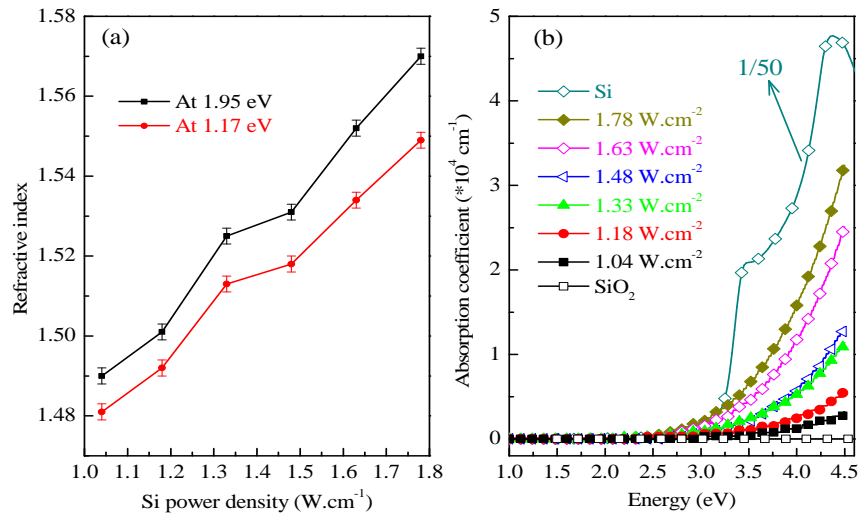 (a)
At 1.95 eV
At 1.17 eV
1.58
1.57
1.56
1.54
1.52
1.50
1.48
Refractive index
1.0 1.1 1.2 1.3 1.4 1.5 1.6 1.7 1.8
Si power density (W.cm⁻¹)
(b)
1/50
Si
1.78 W.cm⁻²
1.63 W.cm⁻²
1.48 W.cm⁻²
1.33 W.cm⁻²
1.18 W.cm⁻²
1.04 W.cm⁻²
SiO₂
5
4
3
2
1
0
Absorption coefficient (*10⁴ cm⁻¹)
1.0 1.5 2.0 2.5 3.0 3.5 4.0 4.5
Energy (eV)